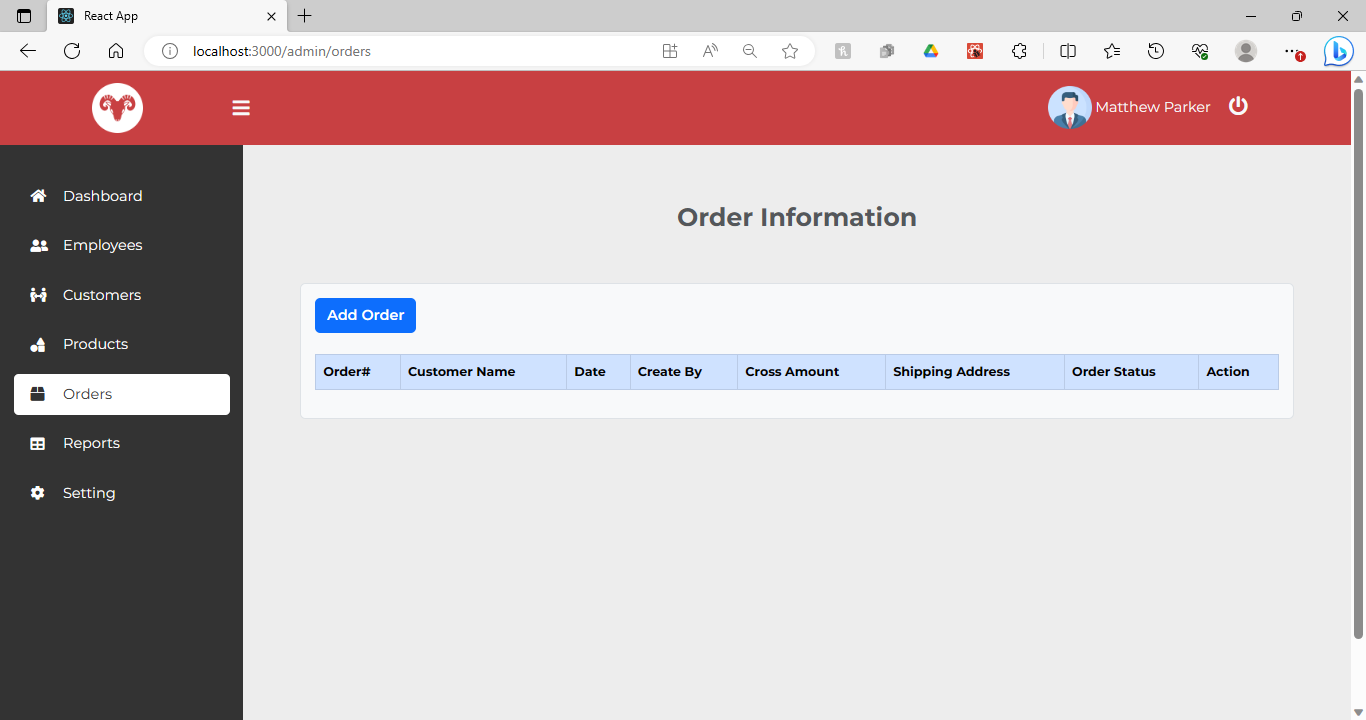 React App
localhost:3000/admin/orders
Matthew Parker
Dashboard
Employees
Customers
Products
Orders
Reports
Setting
Order Information
Add Order
Order# Customer Name Date Create By Cross Amount Shipping Address Order Status Action